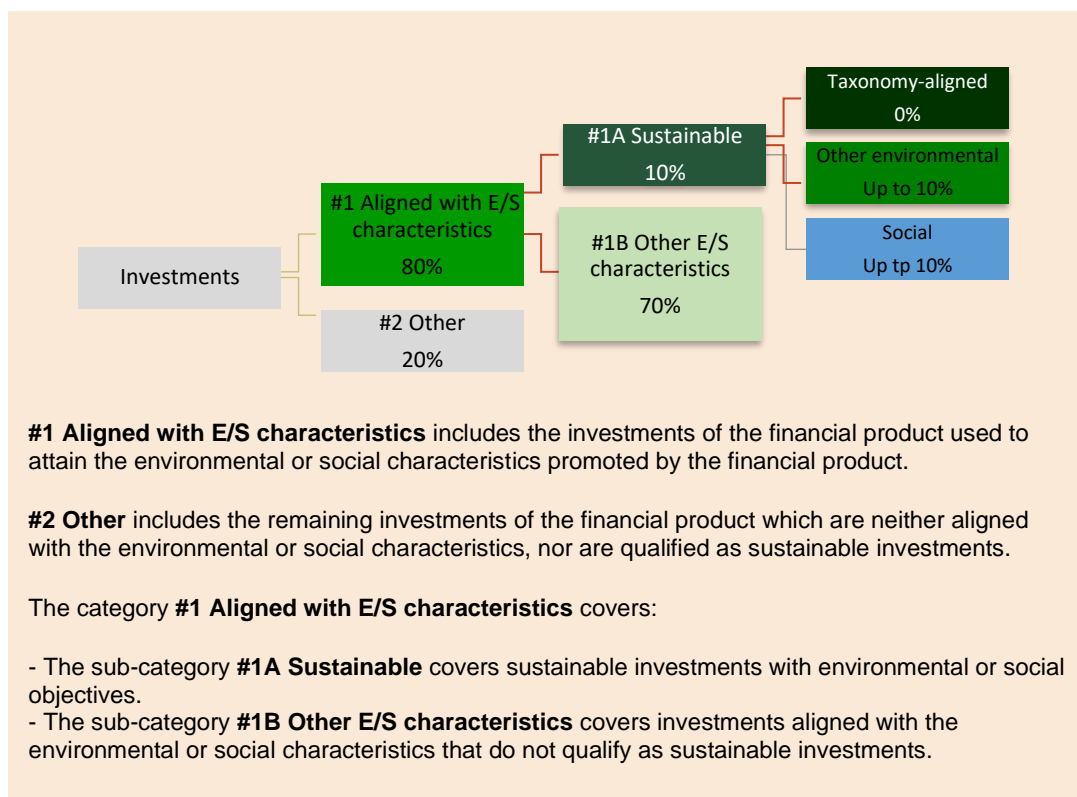 Investments
#1 Aligned with E/S
characteristics
80%
#2 Other
20%
#1A Sustainable
10%
#1B Other E/S
characteristics
70%
Taxonomy-aligned
0%
Other environmental
Up to 10%
Social
Up tp 10%
#1 Aligned with E/S characteristics includes the investments of the financial product used to
attain the environmental or social characteristics promoted by the financial product.
#2 Other includes the remaining investments of the financial product which are neither aligned
with the environmental or social characteristics, nor are qualified as sustainable investments.
The category #1 Aligned with E/S characteristics covers:
- The sub-category #1A Sustainable covers sustainable investments with environmental or social
objectives.
- The sub-category #1B Other E/S characteristics covers investments aligned with the
environmental or social characteristics that do not qualify as sustainable investments.